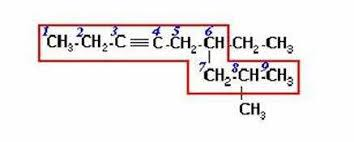 1 2 3 4 5 6
CH₃-CH₂-C≡C-CH₂-CH-CH₂-CH₃
7 8 9
CH₂-CH-CH₃
CH₃